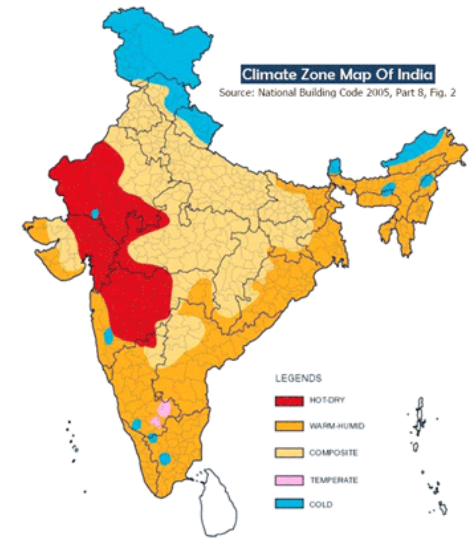 Climate Zone Map Of India
Source: National Building Code 2005, Part 8, Fig. 2
LEGENDS
HOT-DRY
WARM-HUMID
COMPOSITE
TEMPERATE
COLD